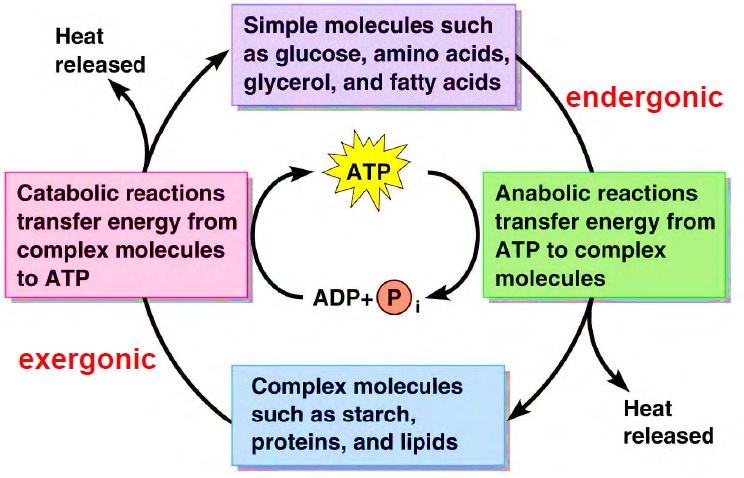 Heat
released
Simple molecules such
as glucose, amino acids,
glycerol, and fatty acids
endergonic
Catabolic reactions
transfer energy from
complex molecules
to ATP
ATP
ADP+ P i
Anabolic reactions
transfer energy from
ATP to complex
molecules
exergonic
Complex molecules
such as starch,
proteins, and lipids
Heat
released